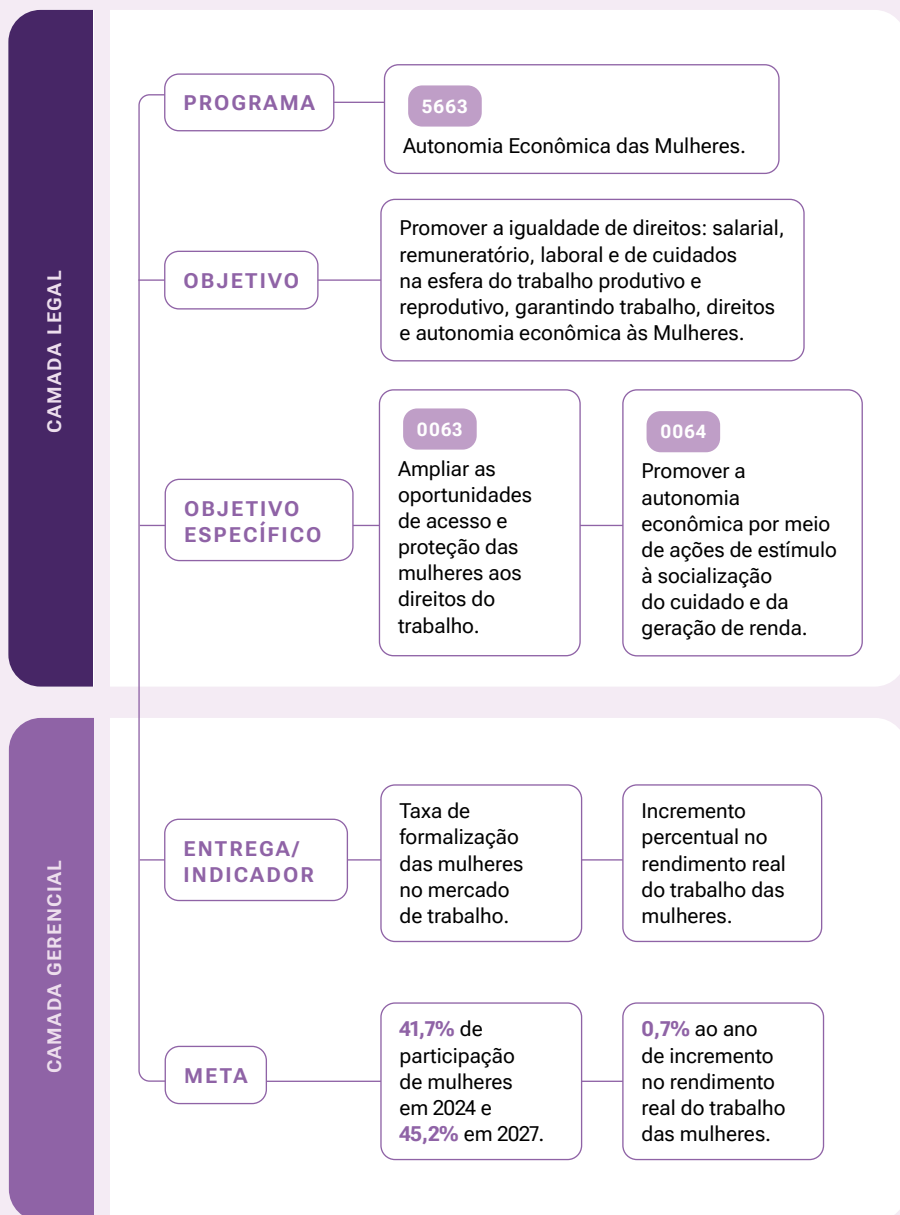 CAMADA LEGAL
PROGRAMA
5663
Autonomia Econômica das Mulheres.
OBJETIVO
Promover a igualdade de direitos: salarial,
remuneratório, laboral e de cuidados
na esfera do trabalho produtivo e
reprodutivo, garantindo trabalho, direitos
e autonomia econômica às Mulheres.
OBJETIVO
ESPECÍFICO
0063
Ampliar as
oportunidades
de acesso e
proteção das
mulheres aos
direitos do
trabalho.
0064
Promover a
autonomia
econômica por meio
de ações de estímulo
à socialização
do cuidado e da
geração de renda.
CAMADA GERENCIAL
ENTREGA/
INDICADOR
Taxa de
formalização
das mulheres
no mercado
de trabalho.
Incremento
percentual no
rendimento real
do trabalho das
mulheres.
META
41,7% de
participação
de mulheres
em 2024 e
45,2% em 2027.
0,7% ao ano
de incremento
no rendimento
real do trabalho
das mulheres.